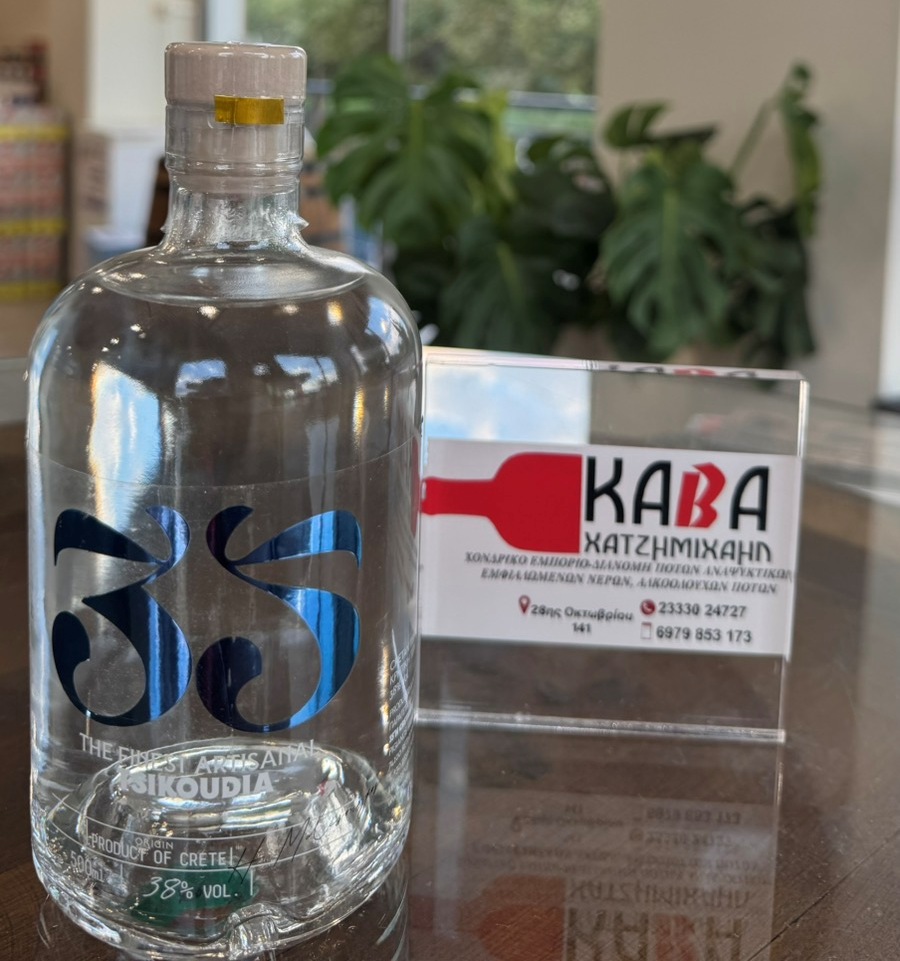 35
THE FINEST ARTISANAL
TSIKOUDIA
ORIGIN
PRODUCT OF CRETE
500ml
38% VOL.
ΚΑΒΑ
ΧΑΤΖΗΜΙΧΑΗΛ
ΧΟΝΔΡΙΚΟ ΕΜΠΟΡΙΟ-ΔΙΑΝΟΜΗ ΠΟΤΩΝ ΑΝΑΨΥΚΤΙΚΩΝ
ΕΜΦΙΑΛΩΜΕΝΩΝ ΝΕΡΩΝ, ΑΛΚΟΟΛΟΥΧΩΝ ΠΟΤΩΝ
28ης Οκτωβρίου
141
23330 24727
6979 853 173